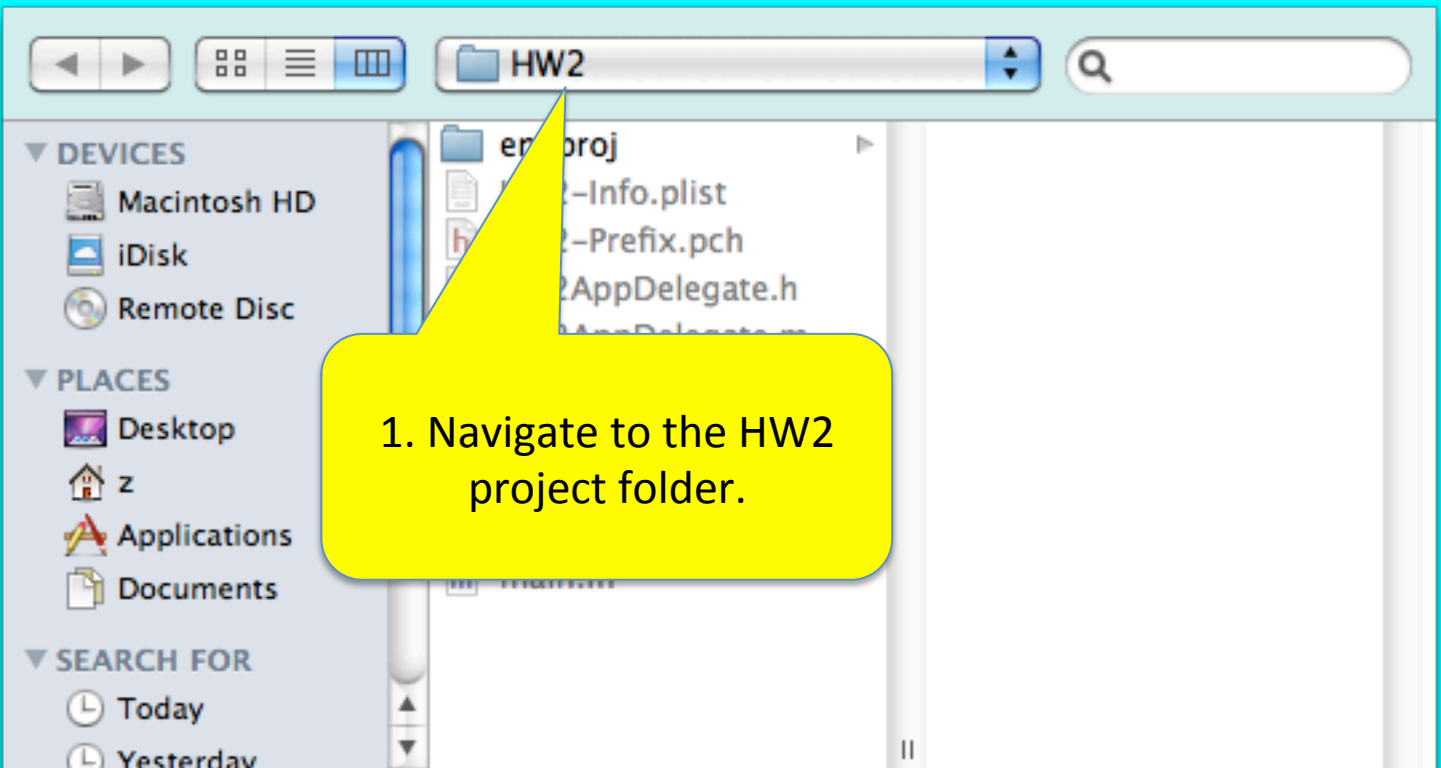 HW2
DEVICES
Macintosh HD
iDisk
Remote Disc
PLACES
Desktop
z
Applications
Documents
SEARCH FOR
Today
Yesterday
-Info.plist
-Prefix.pch
AppDelegate.h
main.m
1. Navigate to the HW2
project folder.